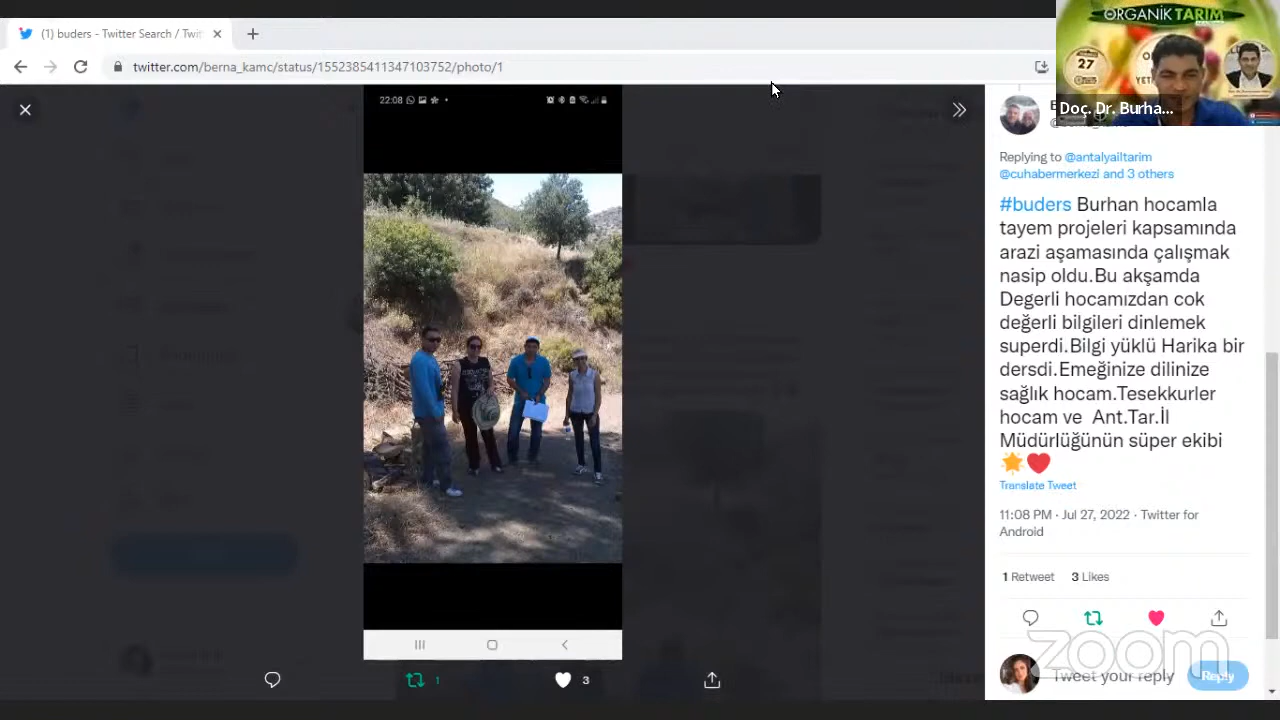 (1) buders - Twitter Search / Twit
twitter.com/berna_kamc/status/1552385411347103752/photo/1
ORGANİK TARIM
27
Doç. Dr. Burha...
22:08
Replying to @antalyailtarim
@cuhabermerkezi and 3 others
#buders Burhan hocamla
tayem projeleri kapsamında
arazi aşamasında çalışmak
nasip oldu.Bu akşamda
Degerli hocamızdan cok
değerli bilgileri dinlemek
superdi.Bilgi yüklü Harika bir
dersdi.Emeğinize dilinize
sağlık hocam.Tesekkurler
hocam ve Ant.Tar.İl
Müdürlüğünün süper ekibi
🌟❤️
Translate Tweet
11:08 PM · Jul 27, 2022 · Twitter for
Android
1 Retweet 3 Likes
zoom
Tweet your reply
Reply
1
3